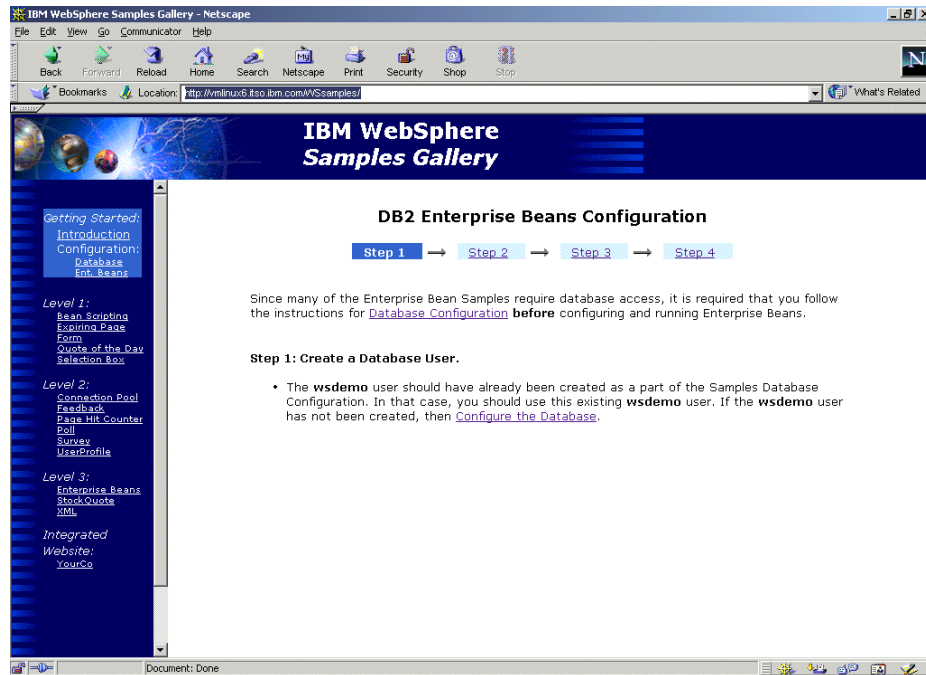 IBM WebSphere Samples Gallery - Netscape
File Edit View Go Communicator Help
Back Forward Reload Home Search Netscape Print Security Shop Stop
Bookmarks Location: http://vmlinux6.itso.ibm.com/WSsamples/ What's Related
IBM WebSphere
Samples Gallery
Getting Started:
Introduction
Configuration:
Database
Ent. Beans
Level 1:
Bean Scripting
Expiring Page
Form
Quote of the Day
Selection Box
Level 2:
Connection Pool
Feedback
Page Hit Counter
Poll
Survey
UserProfile
Level 3:
Enterprise Beans
StockQuote
XML
Integrated
Website:
YourCo
DB2 Enterprise Beans Configuration
Step 1 → Step 2 → Step 3 → Step 4
Since many of the Enterprise Bean Samples require database access, it is required that you follow
the instructions for Database Configuration before configuring and running Enterprise Beans.
Step 1: Create a Database User.
• The wsdemo user should have already been created as a part of the Samples Database
Configuration. In that case, you should use this existing wsdemo user. If the wsdemo user
has not been created, then Configure the Database.
Document: Done